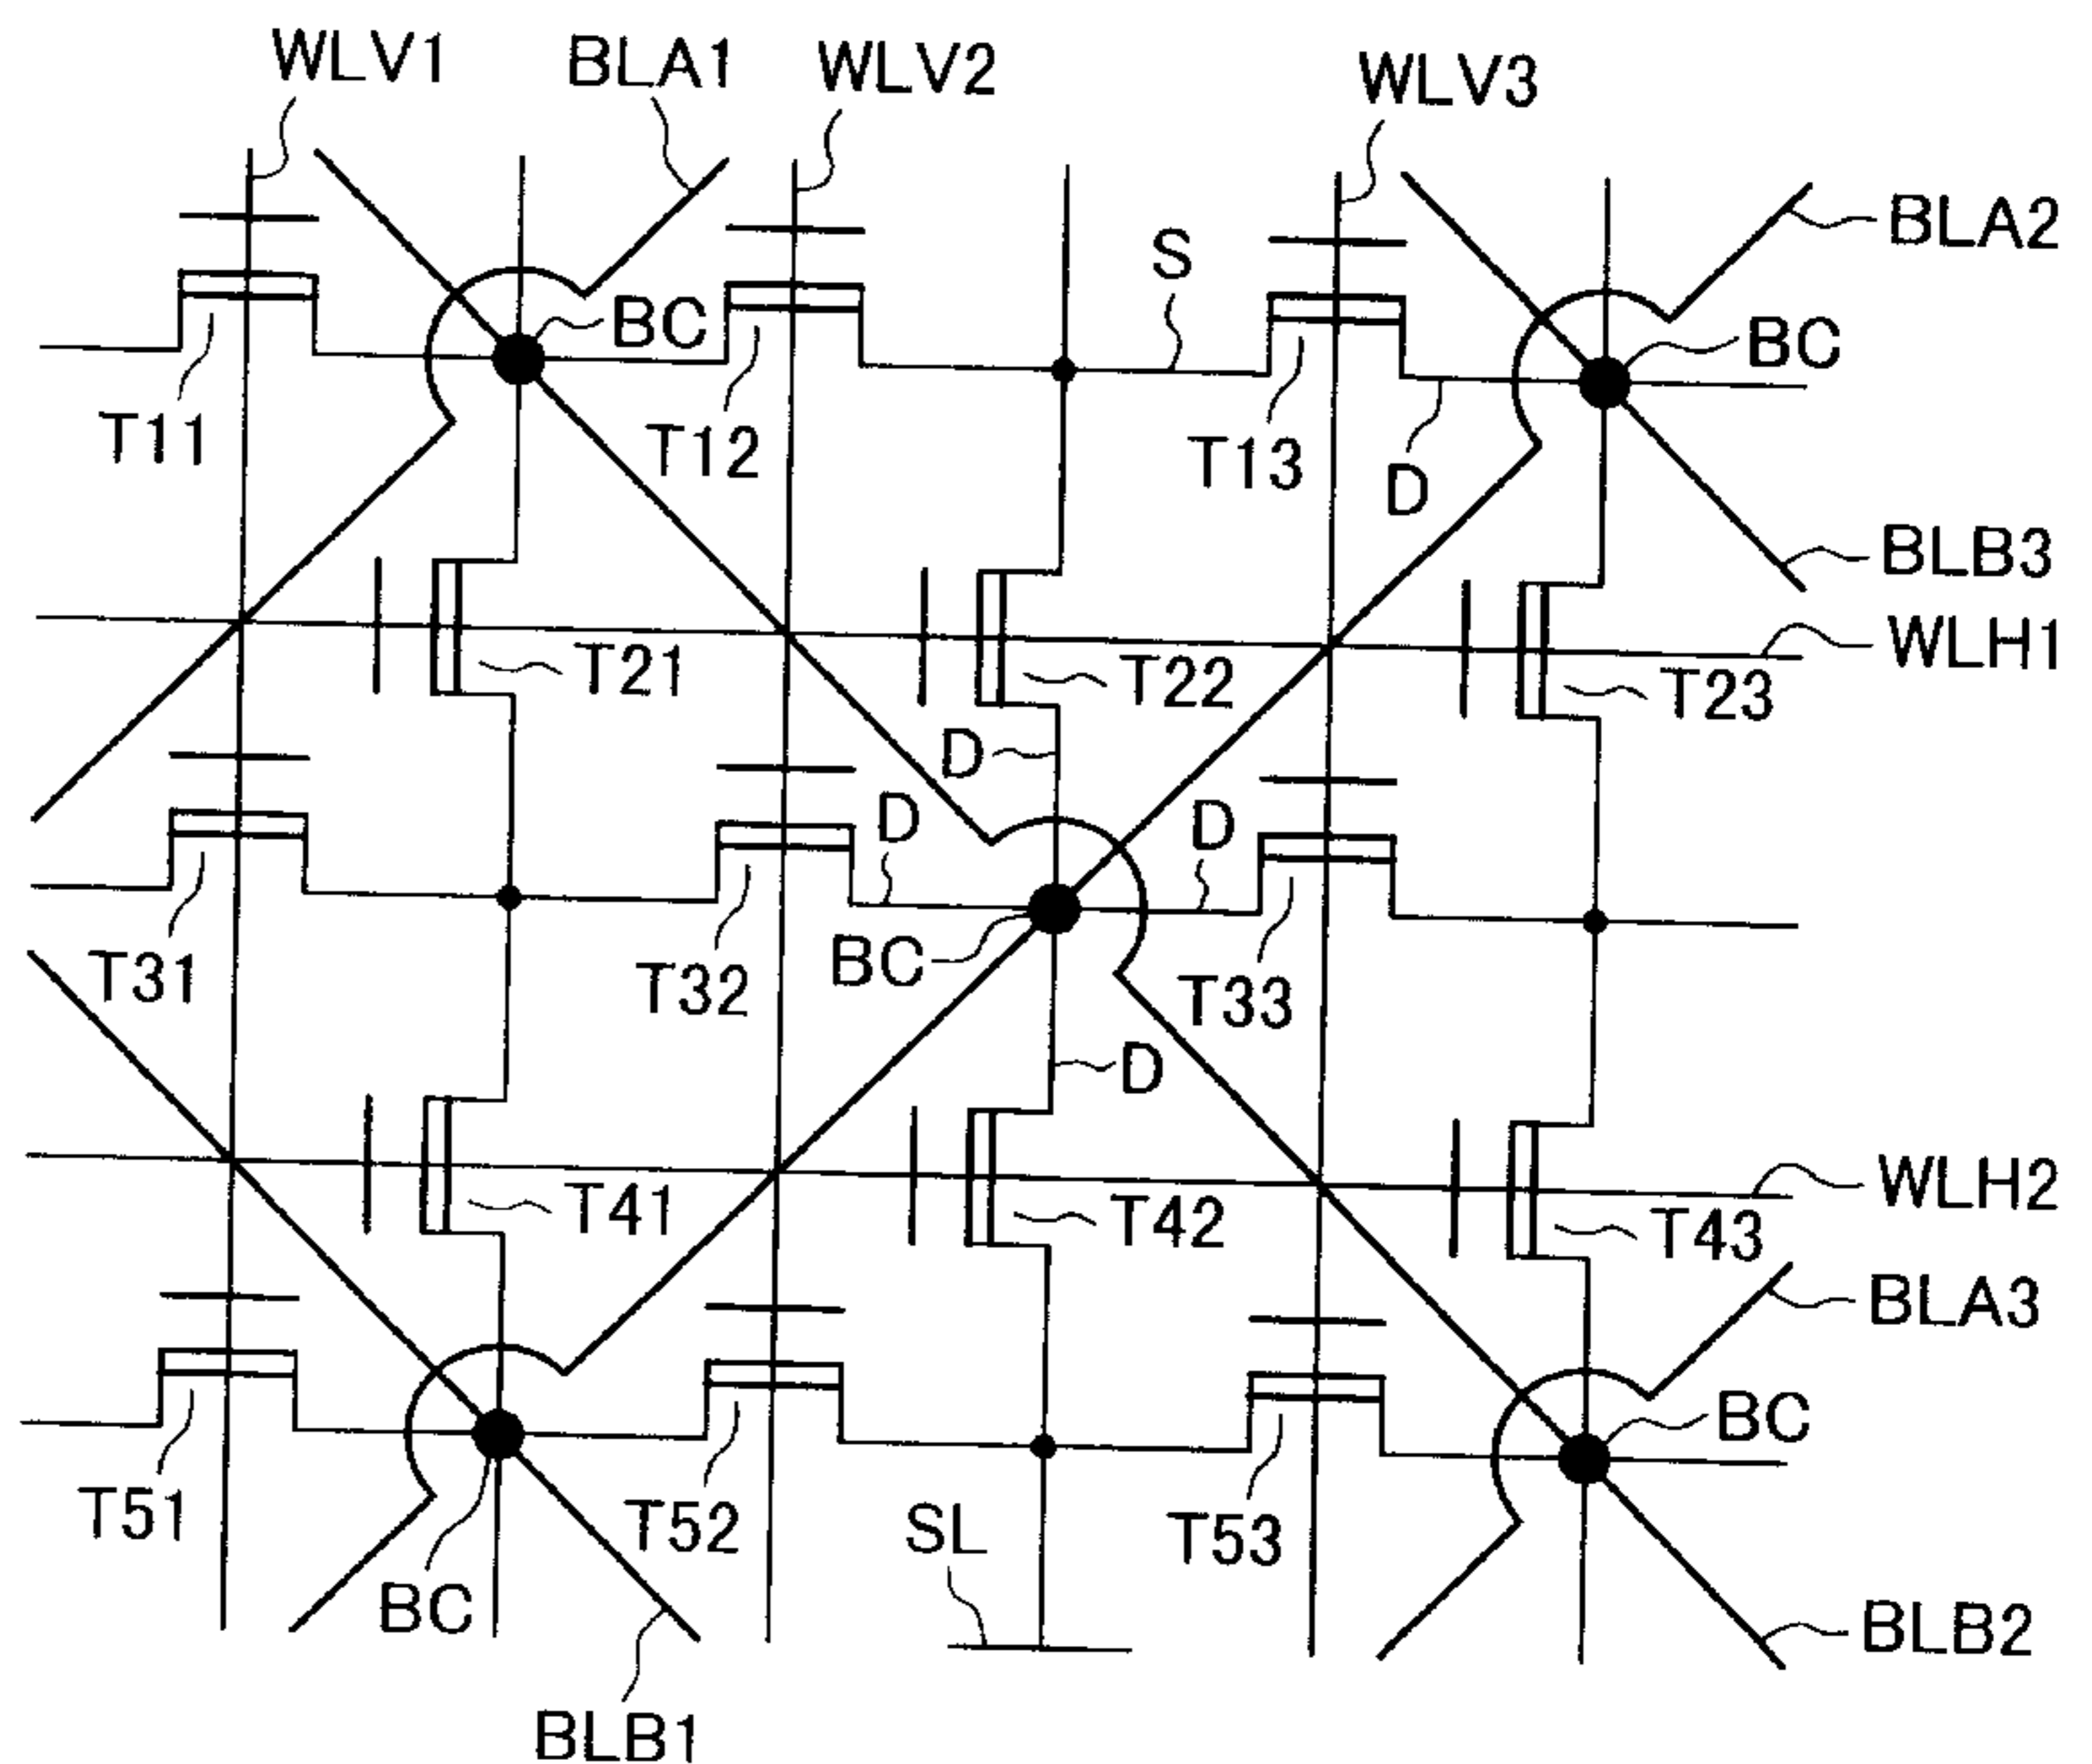 WLV1 BLA1 WLV2 WLV3
BLA2
S
BC BC
T11 T12 T13
D
BLB3
WLH1
T21 T22 T23
D
D D
BC
T31 T32 T33
D
WLH2
T41 T42 T43
BLA3
BC
T51 T52 SL T53
BC
BLB2
BLB1